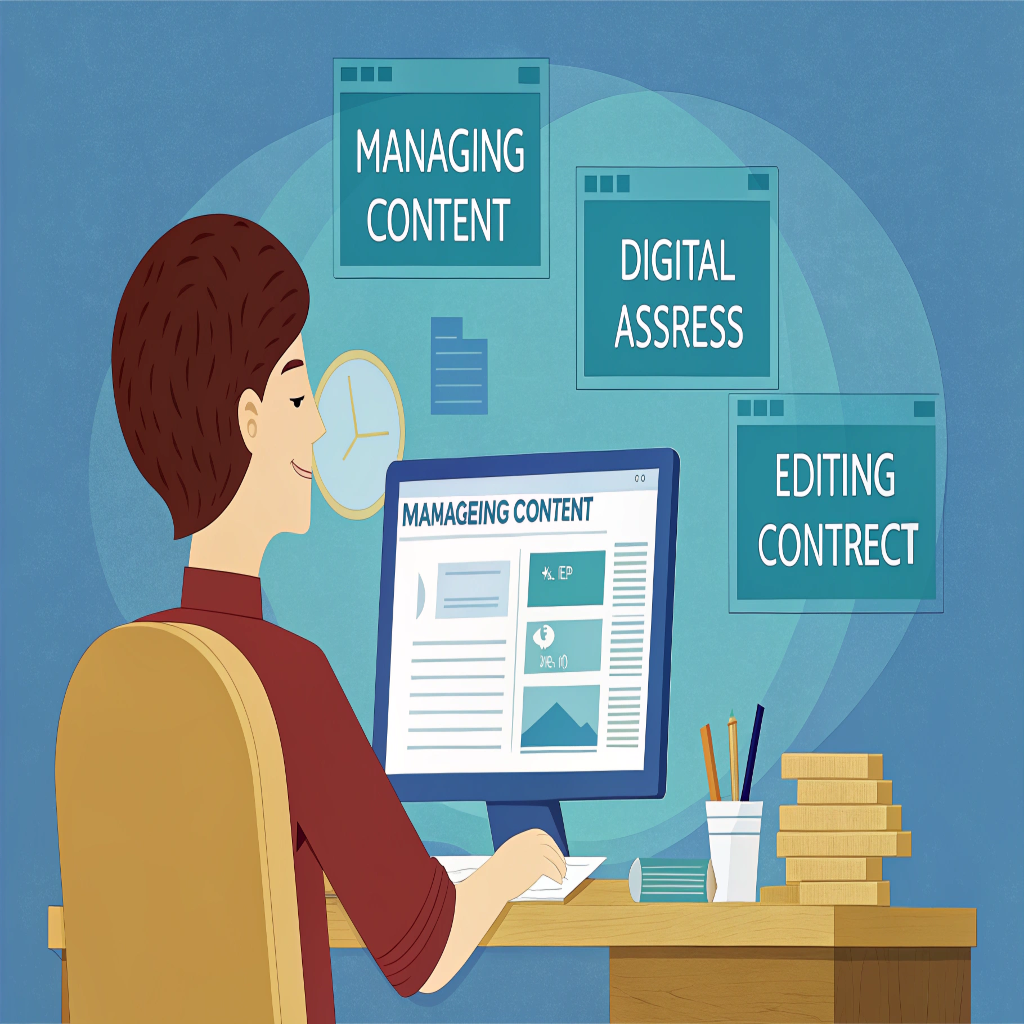 MANAGING
CONTENT
DIGITAL
ASSRESS
EDITING
CONTRECT
MAMAGEING CONTENT